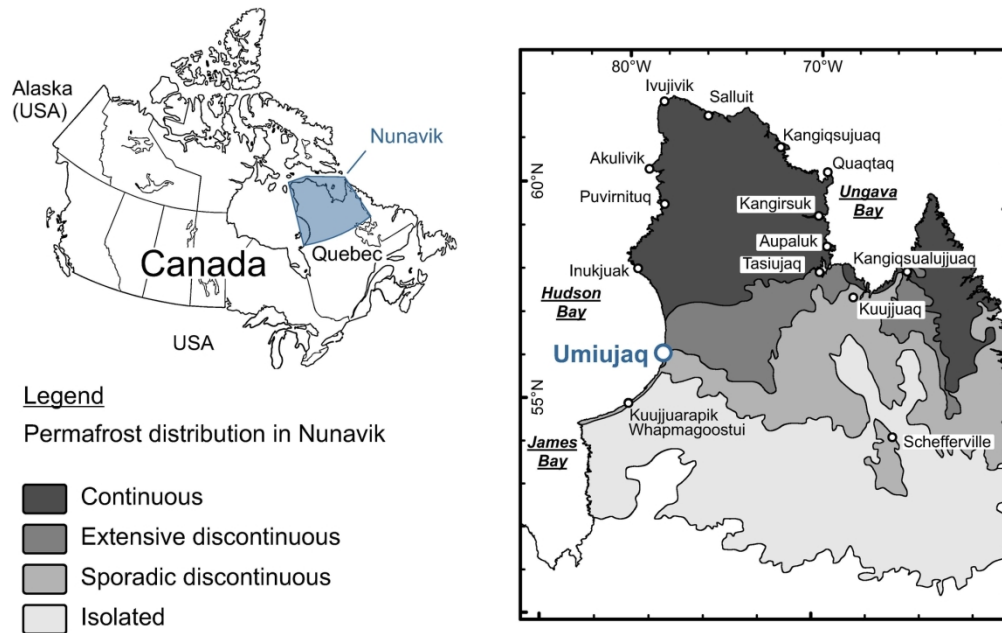 Alaska
(USA)
Nunavik
Canada
Quebec
USA
Legend
Permafrost distribution in Nunavik
Continuous
Extensive discontinuous
Sporadic discontinuous
Isolated
80°W
70°W
60°N
55°N
Ivujivik
Salluit
Kangiqsujuaq
Akulivik
Quaqtaq
Puvirnituq
Ungava
Bay
Kangirsuk
Aupaluk
Kangiqsualujjuaq
Tasiujaq
Inukjuak
Hudson
Bay
Kuujjuaq
Umiujaq
Kuujjuarapik
Whapmagoostui
James
Bay
Schefferville